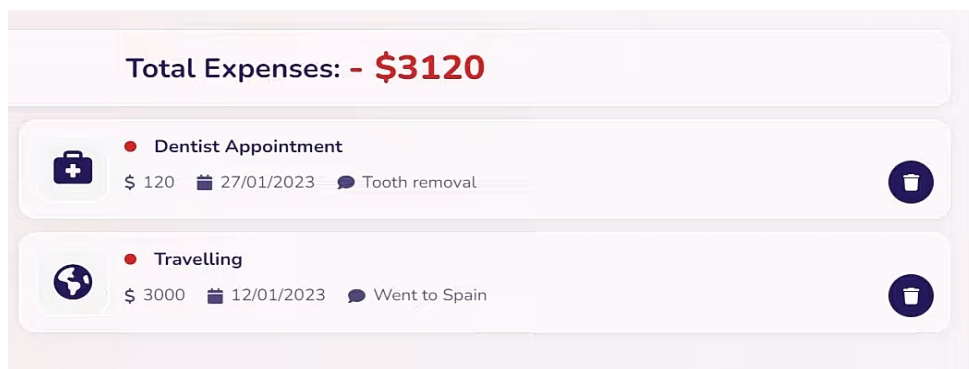 Total Expenses: - $3120
Dentist Appointment
$ 120 27/01/2023 Tooth removal
Travelling
$ 3000 12/01/2023 Went to Spain